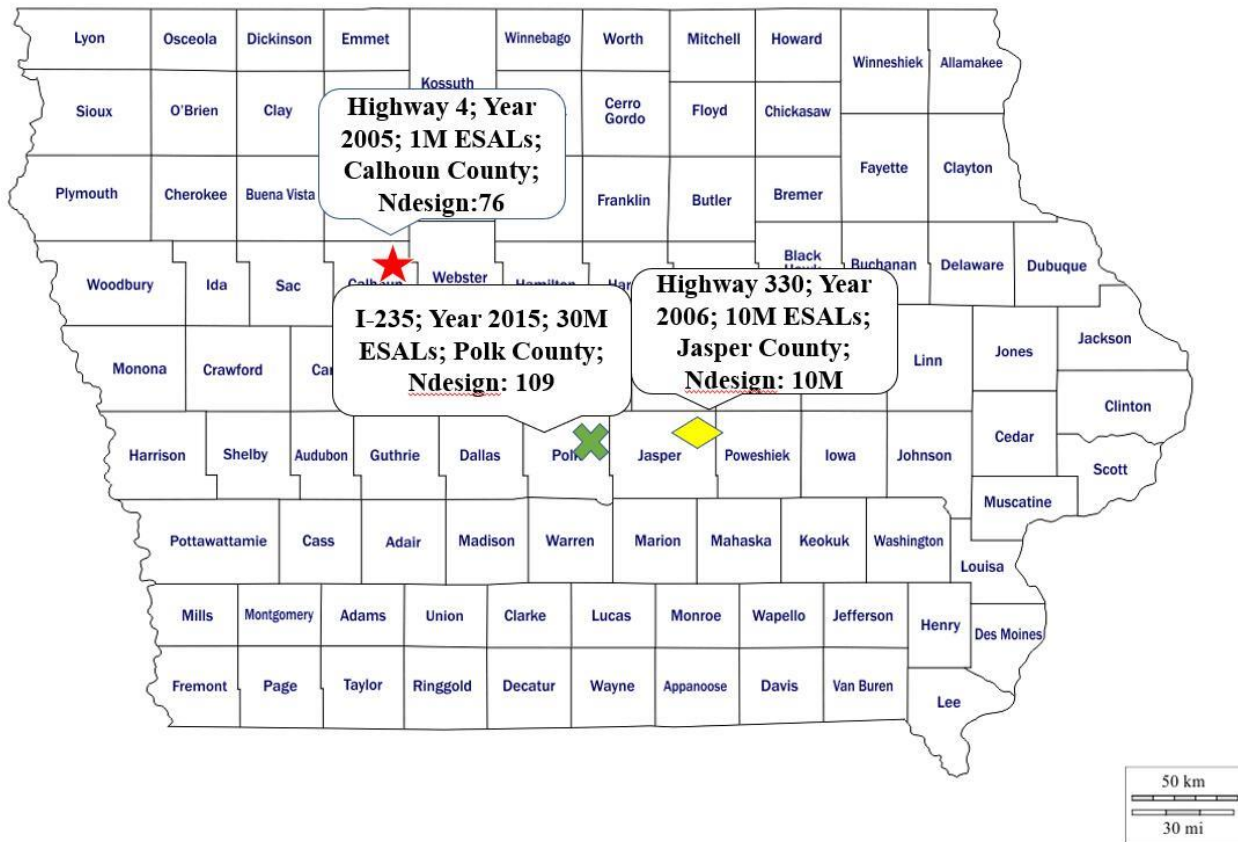 Lyon Osceola Dickinson Emmet Winnebago Worth Mitchell Howard
Winneshiek Allamakee
Kossuth
Sioux O'Brien Clay Cerro Gordo Floyd Chickasaw
Highway 4; Year
2005; 1M ESALs;
Calhoun County;
Ndesign:76
Fayette Clayton
Plymouth Cherokee Buena Vista Franklin Butler Bremer
Woodbury Ida Sac Webster Black Buchanan Delaware Dubuque
I-235; Year 2015; 30M
ESALs; Polk County;
Ndesign: 109
Highway 330; Year
2006; 10M ESALs;
Jasper County;
Ndesign: 10M
Monona Crawford Linn Jones Jackson
Clinton
Cedar
Harrison Shelby Audubon Guthrie Dallas Polk Jasper Poweshiek Iowa Johnson Scott
Muscatine
Pottawattamie Cass Adair Madison Warren Marion Mahaska Keokuk Washington
Louisa
Mills Montgomery Adams Union Clarke Lucas Monroe Wapello Jefferson Henry
Des Moines
Fremont Page Taylor Ringgold Decatur Wayne Appanoose Davis Van Buren
Lee
50 km
30 mi